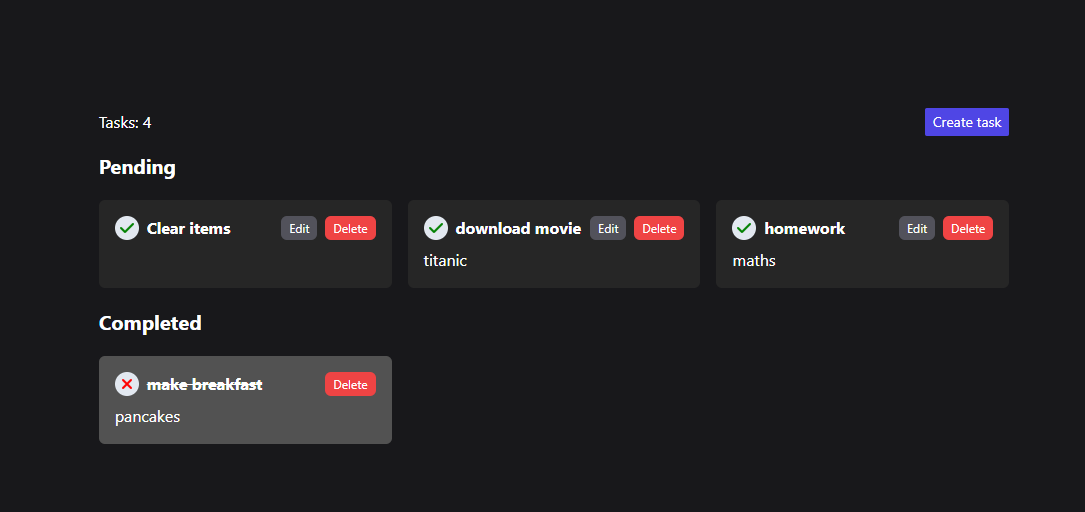 Tasks: 4 Create task
Pending
Clear items Edit Delete
download movie Edit Delete
titanic
homework Edit Delete
maths
Completed
make breakfast Delete
pancakes